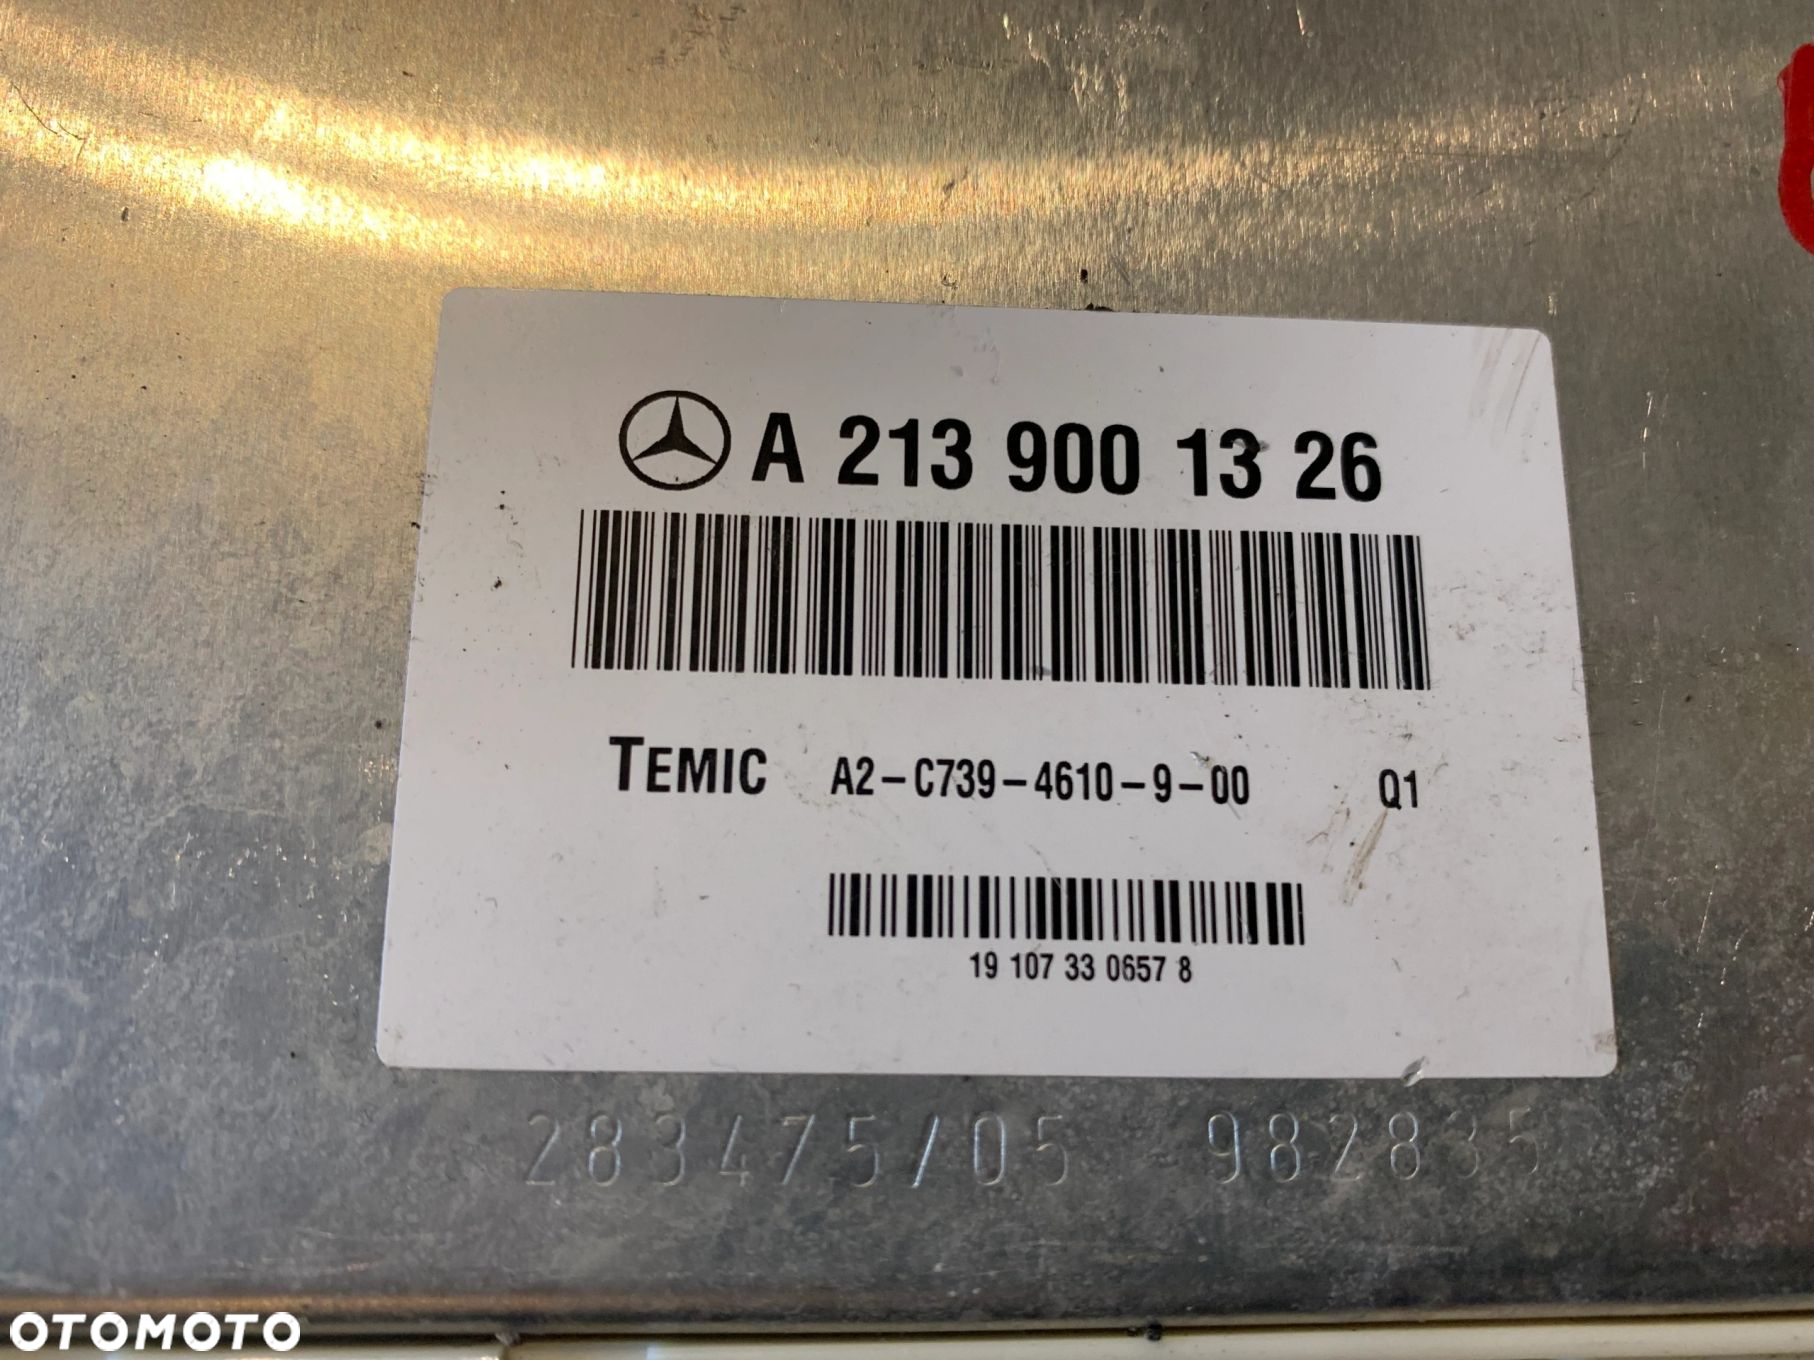 A 213 900 13 26
TEMIC A2-C739-4610-9-00 Q1
19 107 33 0657 8
283475/05 982835
OTOMOTO